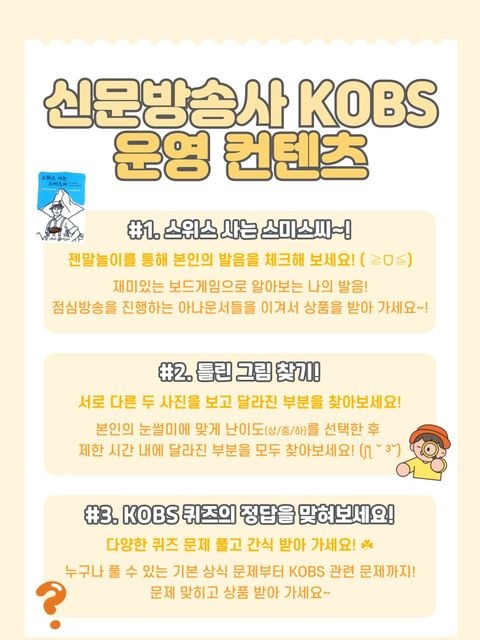 신문방송사 KOBS
운영 컨텐츠
스위스 사는
스미스씨
#1. 스위스 사는 스미스씨~!
젠말놀이를 통해 본인의 발음을 체크해 보세요! ( ≧ᗜ≦)
재미있는 보드게임으로 알아보는 나의 발음!
점심방송을 진행하는 아나운서들을 이겨서 상품을 받아 가세요~!
#2. 틀린 그림 찾기!
서로 다른 두 사진을 보고 달라진 부분을 찾아보세요!
본인의 눈썰미에 맞게 난이도(상/중/하)를 선택한 후
제한 시간 내에 달라진 부분을 모두 찾아보세요! (ㆅ ˘ ³˘)
#3. KOBS 퀴즈의 정답을 맞혀보세요!
다양한 퀴즈 문제 풀고 간식 받아 가세요! ☘
누구나 풀 수 있는 기본 상식 문제부터 KOBS 관련 문제까지!
문제 맞히고 상품 받아 가세요~
?